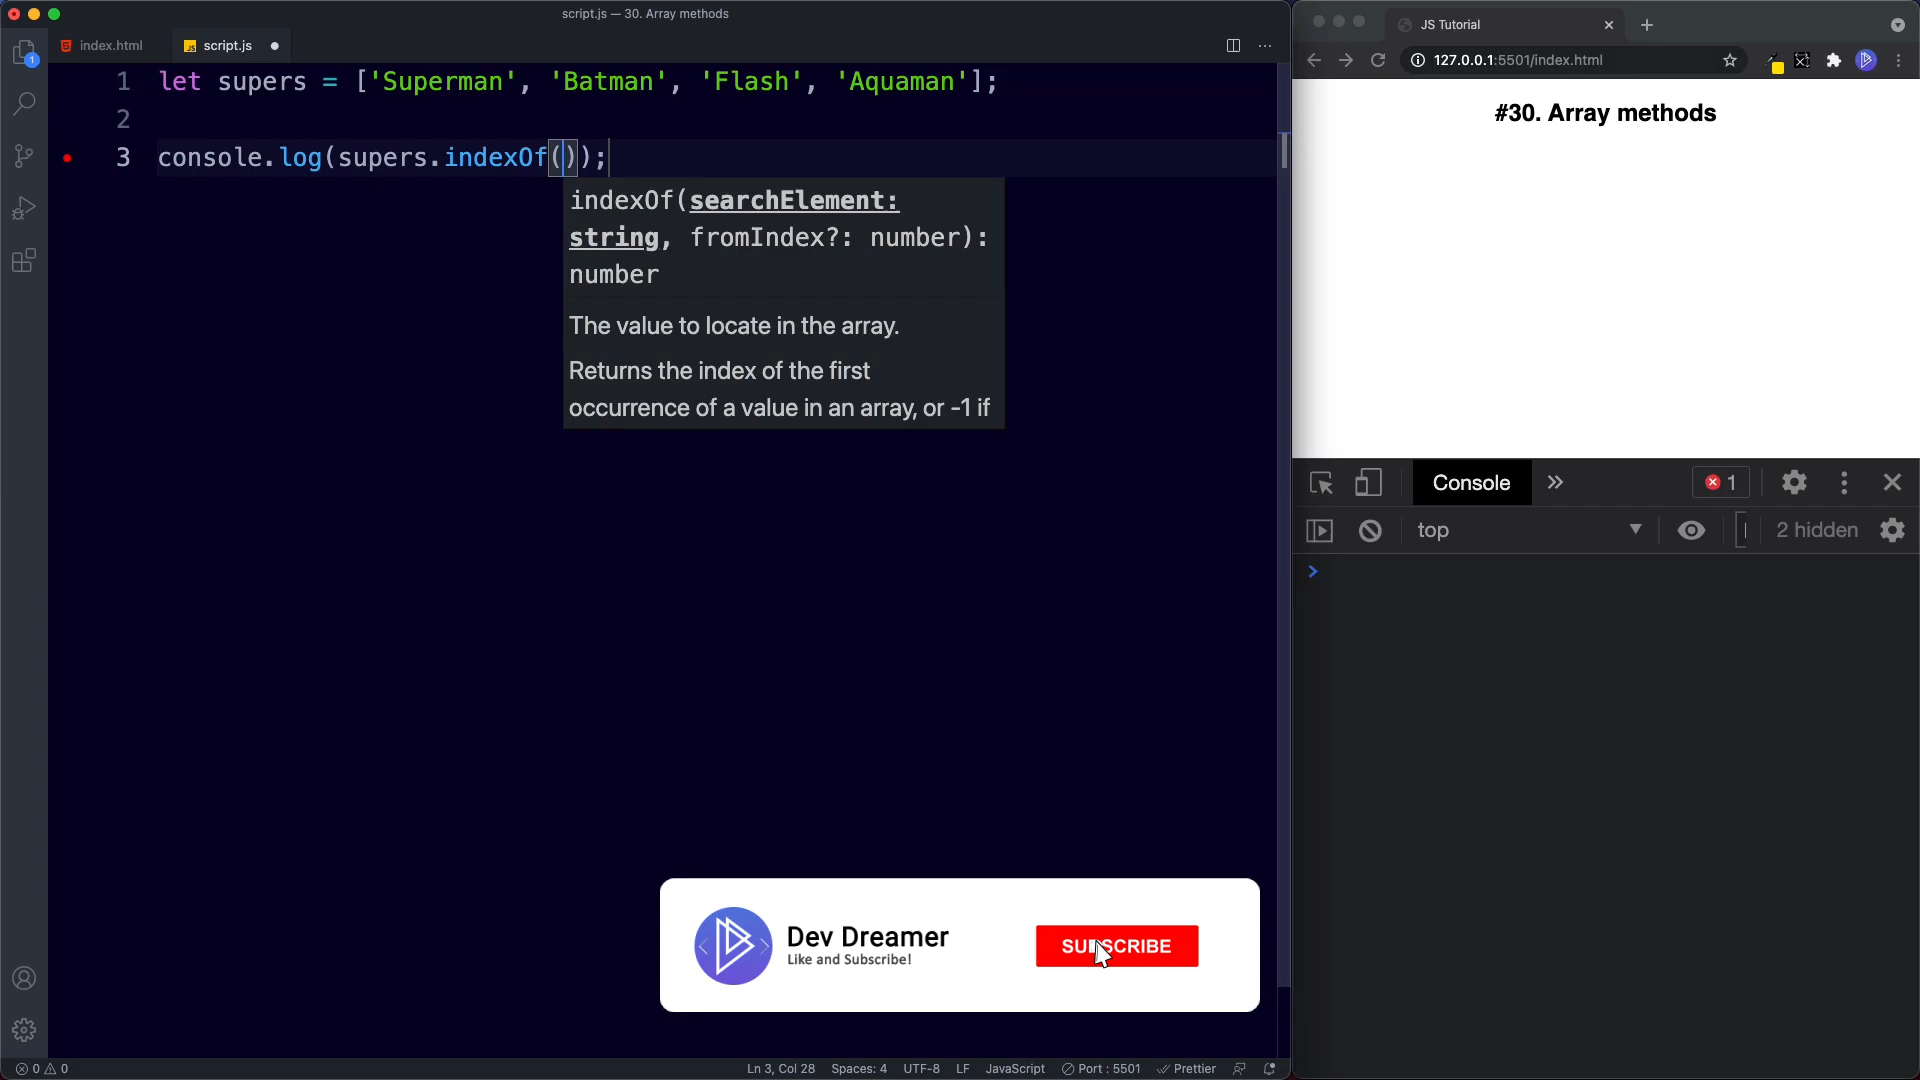 script.js — 30. Array methods
index.html
script.js
1 let supers = ['Superman', 'Batman', 'Flash', 'Aquaman'];
2
3 console.log(supers.indexOf());
indexOf(searchElement:
string, fromIndex?: number):
number
The value to locate in the array.
Returns the index of the first
occurrence of a value in an array, or -1 if
Dev Dreamer
Like and Subscribe!
SUBSCRIBE
0 0
Ln 3, Col 28 Spaces: 4 UTF-8 LF JavaScript Port : 5501 Prettier
1
JS Tutorial
127.0.0.1:5501/index.html
#30. Array methods
Console
1
top
2 hidden